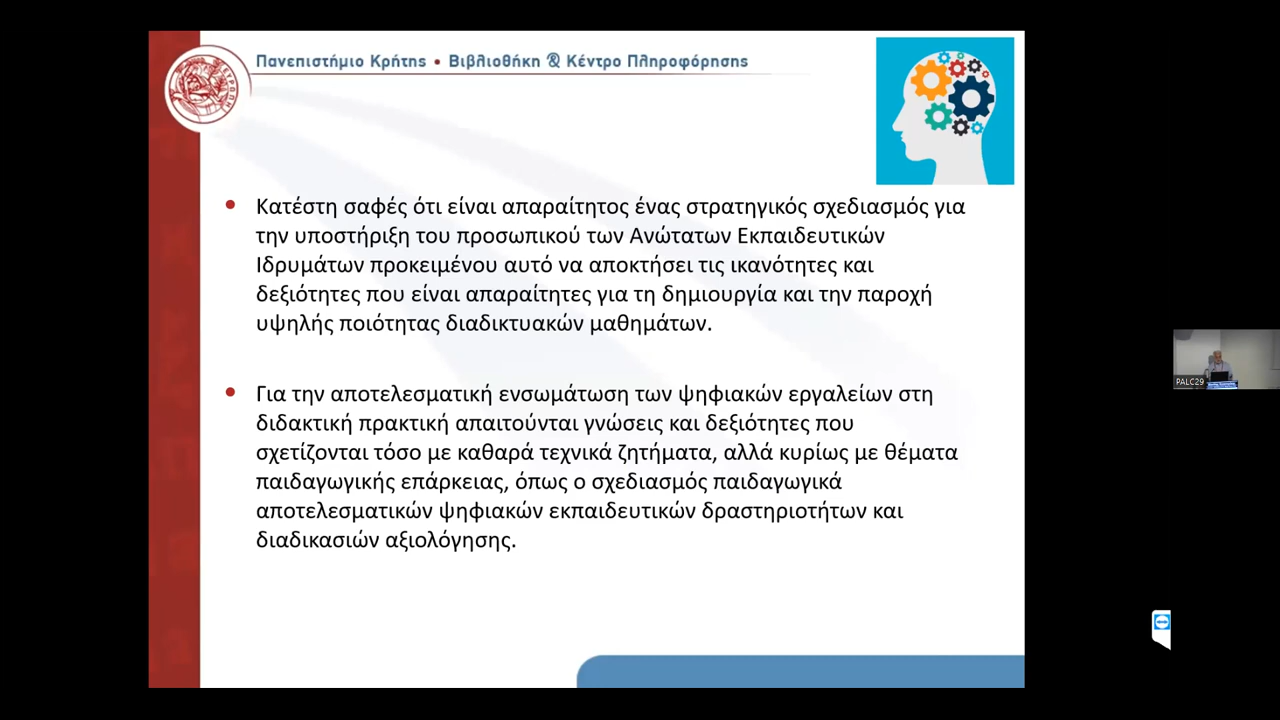 Πανεπιστήμιο Κρήτης • Βιβλιοθήκη & Κέντρο Πληροφόρησης
• Κατέστη σαφές ότι είναι απαραίτητος ένας στρατηγικός σχεδιασμός για
την υποστήριξη του προσωπικού των Ανώτατων Εκπαιδευτικών
Ιδρυμάτων προκειμένου αυτό να αποκτήσει τις ικανότητες και
δεξιότητες που είναι απαραίτητες για τη δημιουργία και την παροχή
υψηλής ποιότητας διαδικτυακών μαθημάτων.
• Για την αποτελεσματική ενσωμάτωση των ψηφιακών εργαλείων στη
διδακτική πρακτική απαιτούνται γνώσεις και δεξιότητες που
σχετίζονται τόσο με καθαρά τεχνικά ζητήματα, αλλά κυρίως με θέματα
παιδαγωγικής επάρκειας, όπως ο σχεδιασμός παιδαγωγικά
αποτελεσματικών ψηφιακών εκπαιδευτικών δραστηριοτήτων και
διαδικασιών αξιολόγησης.
PALC29